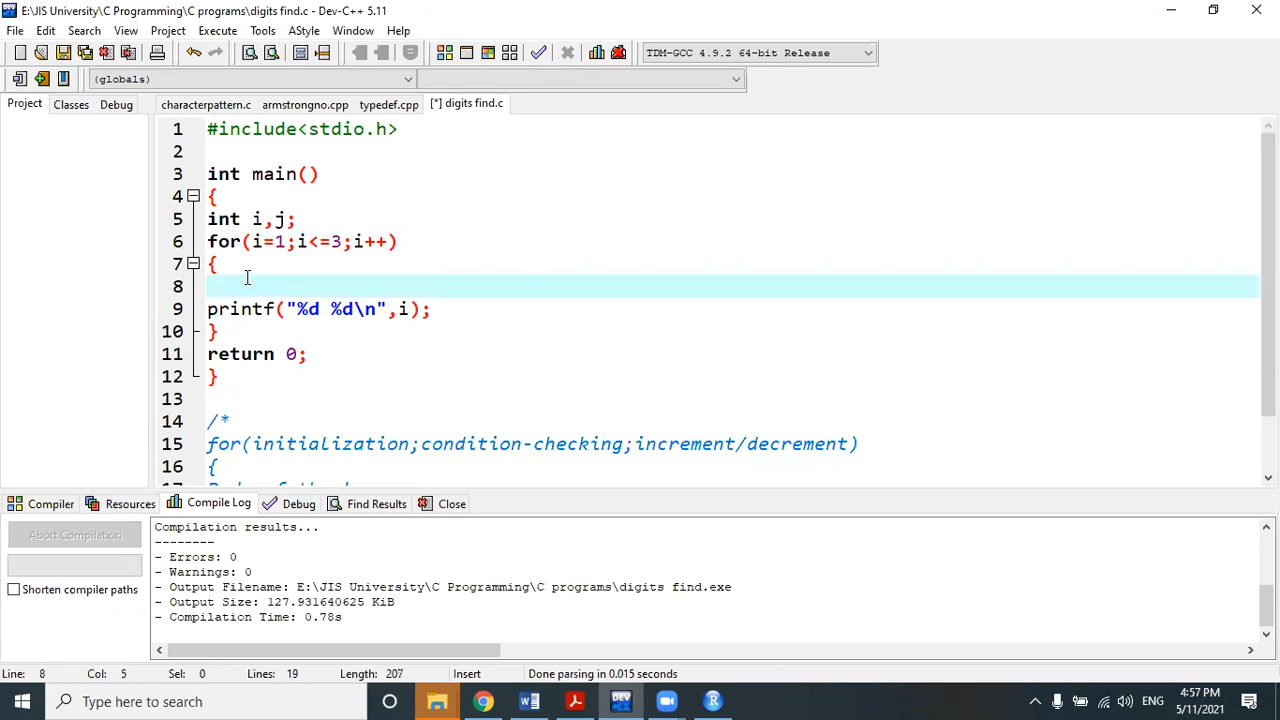 E:\JIS University\C Programming\C programs\digits find.c - Dev-C++ 5.11
File Edit Search View Project Execute Tools AStyle Window Help
TDM-GCC 4.9.2 64-bit Release
(globals)
Project Classes Debug
characterpattern.c armstrongno.cpp typedef.cpp [*] digits find.c
1 #include<stdio.h>
2
3 int main()
4 {
5 int i,j;
6 for(i=1;i<=3;i++)
7 {
8
9 printf("%d %d\n",i);
10 }
11 return 0;
12 }
13
14 /*
15 for(initialization;condition-checking;increment/decrement)
16 {
Compiler Resources Compile Log Debug Find Results Close
Abort Compilation
Shorten compiler paths
Compilation results...
--------
- Errors: 0
- Warnings: 0
- Output Filename: E:\JIS University\C Programming\C programs\digits find.exe
- Output Size: 127.931640625 KiB
- Compilation Time: 0.78s
Line: 8 Col: 5 Sel: 0 Lines: 19 Length: 207 Insert Done parsing in 0.015 seconds
Type here to search
ENG
4:57 PM
5/11/2021